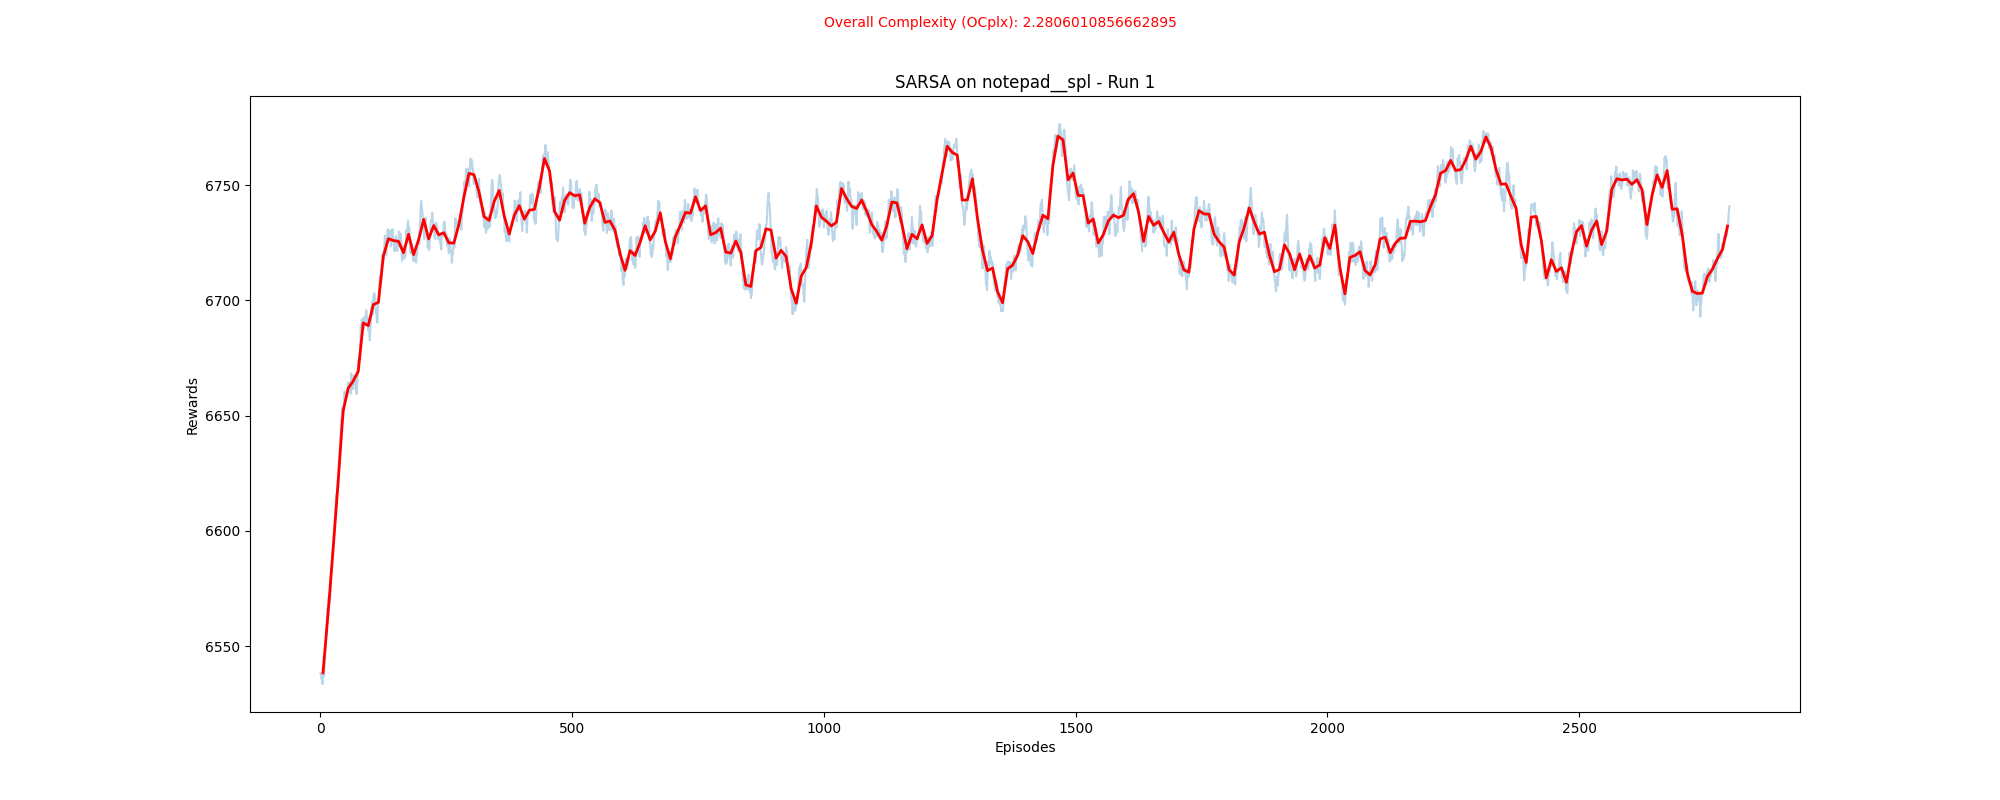 Overall Complexity (OCplx): 2.2806010856662895
SARSA on notepad__spl - Run 1
6750
6700
6650
6600
6550
Rewards
0 500 1000 1500 2000 2500
Episodes